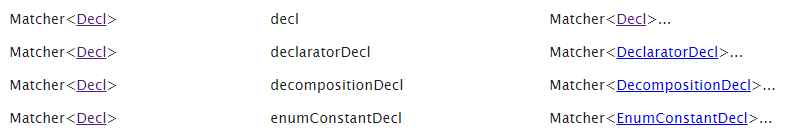 Matcher<Decl> decl Matcher<Decl>...
Matcher<Decl> declaratorDecl Matcher<DeclaratorDecl>...
Matcher<Decl> decompositionDecl Matcher<DecompositionDecl>...
Matcher<Decl> enumConstantDecl Matcher<EnumConstantDecl>...